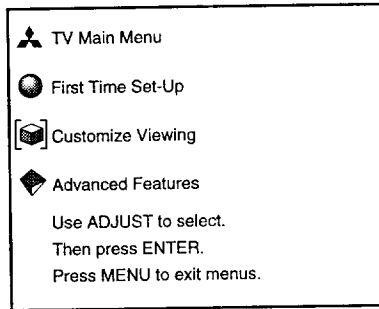 TV Main Menu
First Time Set-Up
Customize Viewing
Advanced Features
Use ADJUST to select.
Then press ENTER.
Press MENU to exit menus.